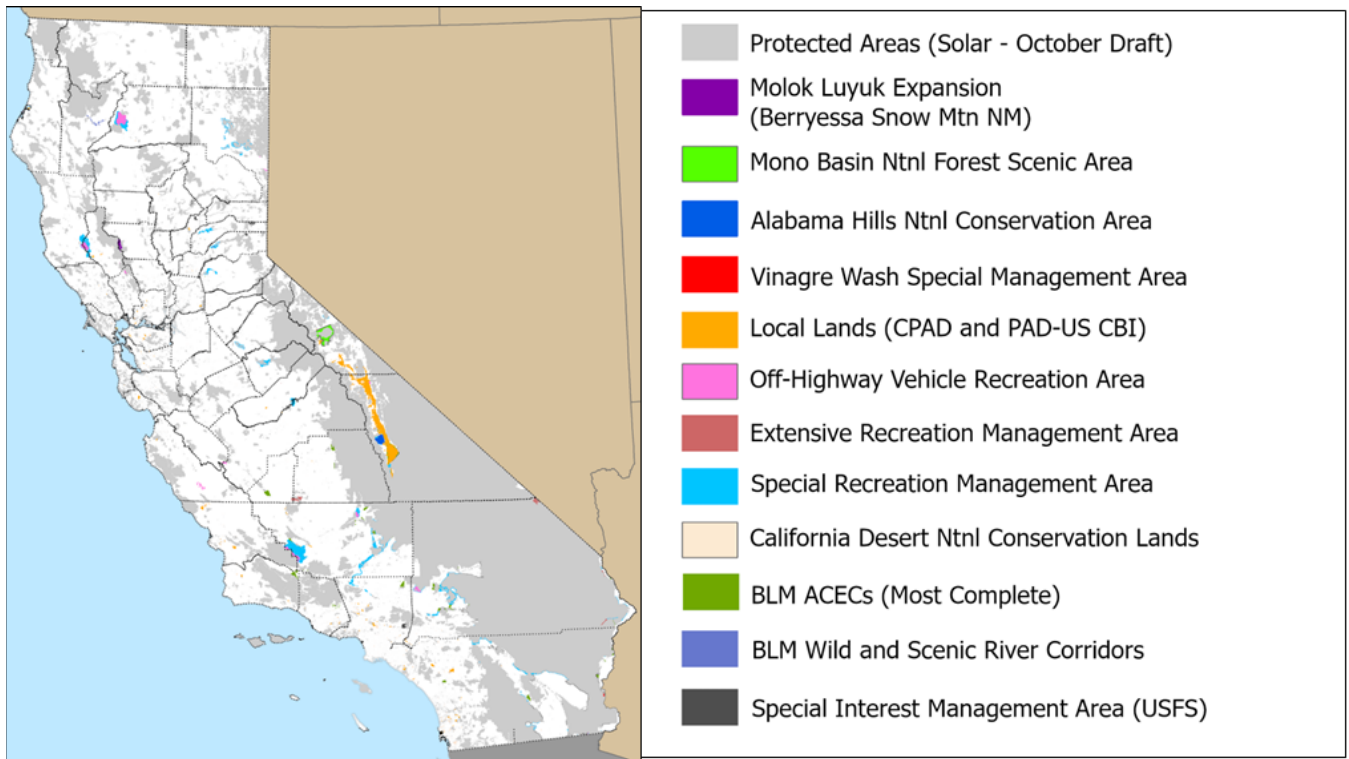 Protected Areas (Solar - October Draft)
Molok Luyuk Expansion
(Berryessa Snow Mtn NM)
Mono Basin Ntnl Forest Scenic Area
Alabama Hills Ntnl Conservation Area
Vinagre Wash Special Management Area
Local Lands (CPAD and PAD-US CBI)
Off-Highway Vehicle Recreation Area
Extensive Recreation Management Area
Special Recreation Management Area
California Desert Ntnl Conservation Lands
BLM ACECs (Most Complete)
BLM Wild and Scenic River Corridors
Special Interest Management Area (USFS)